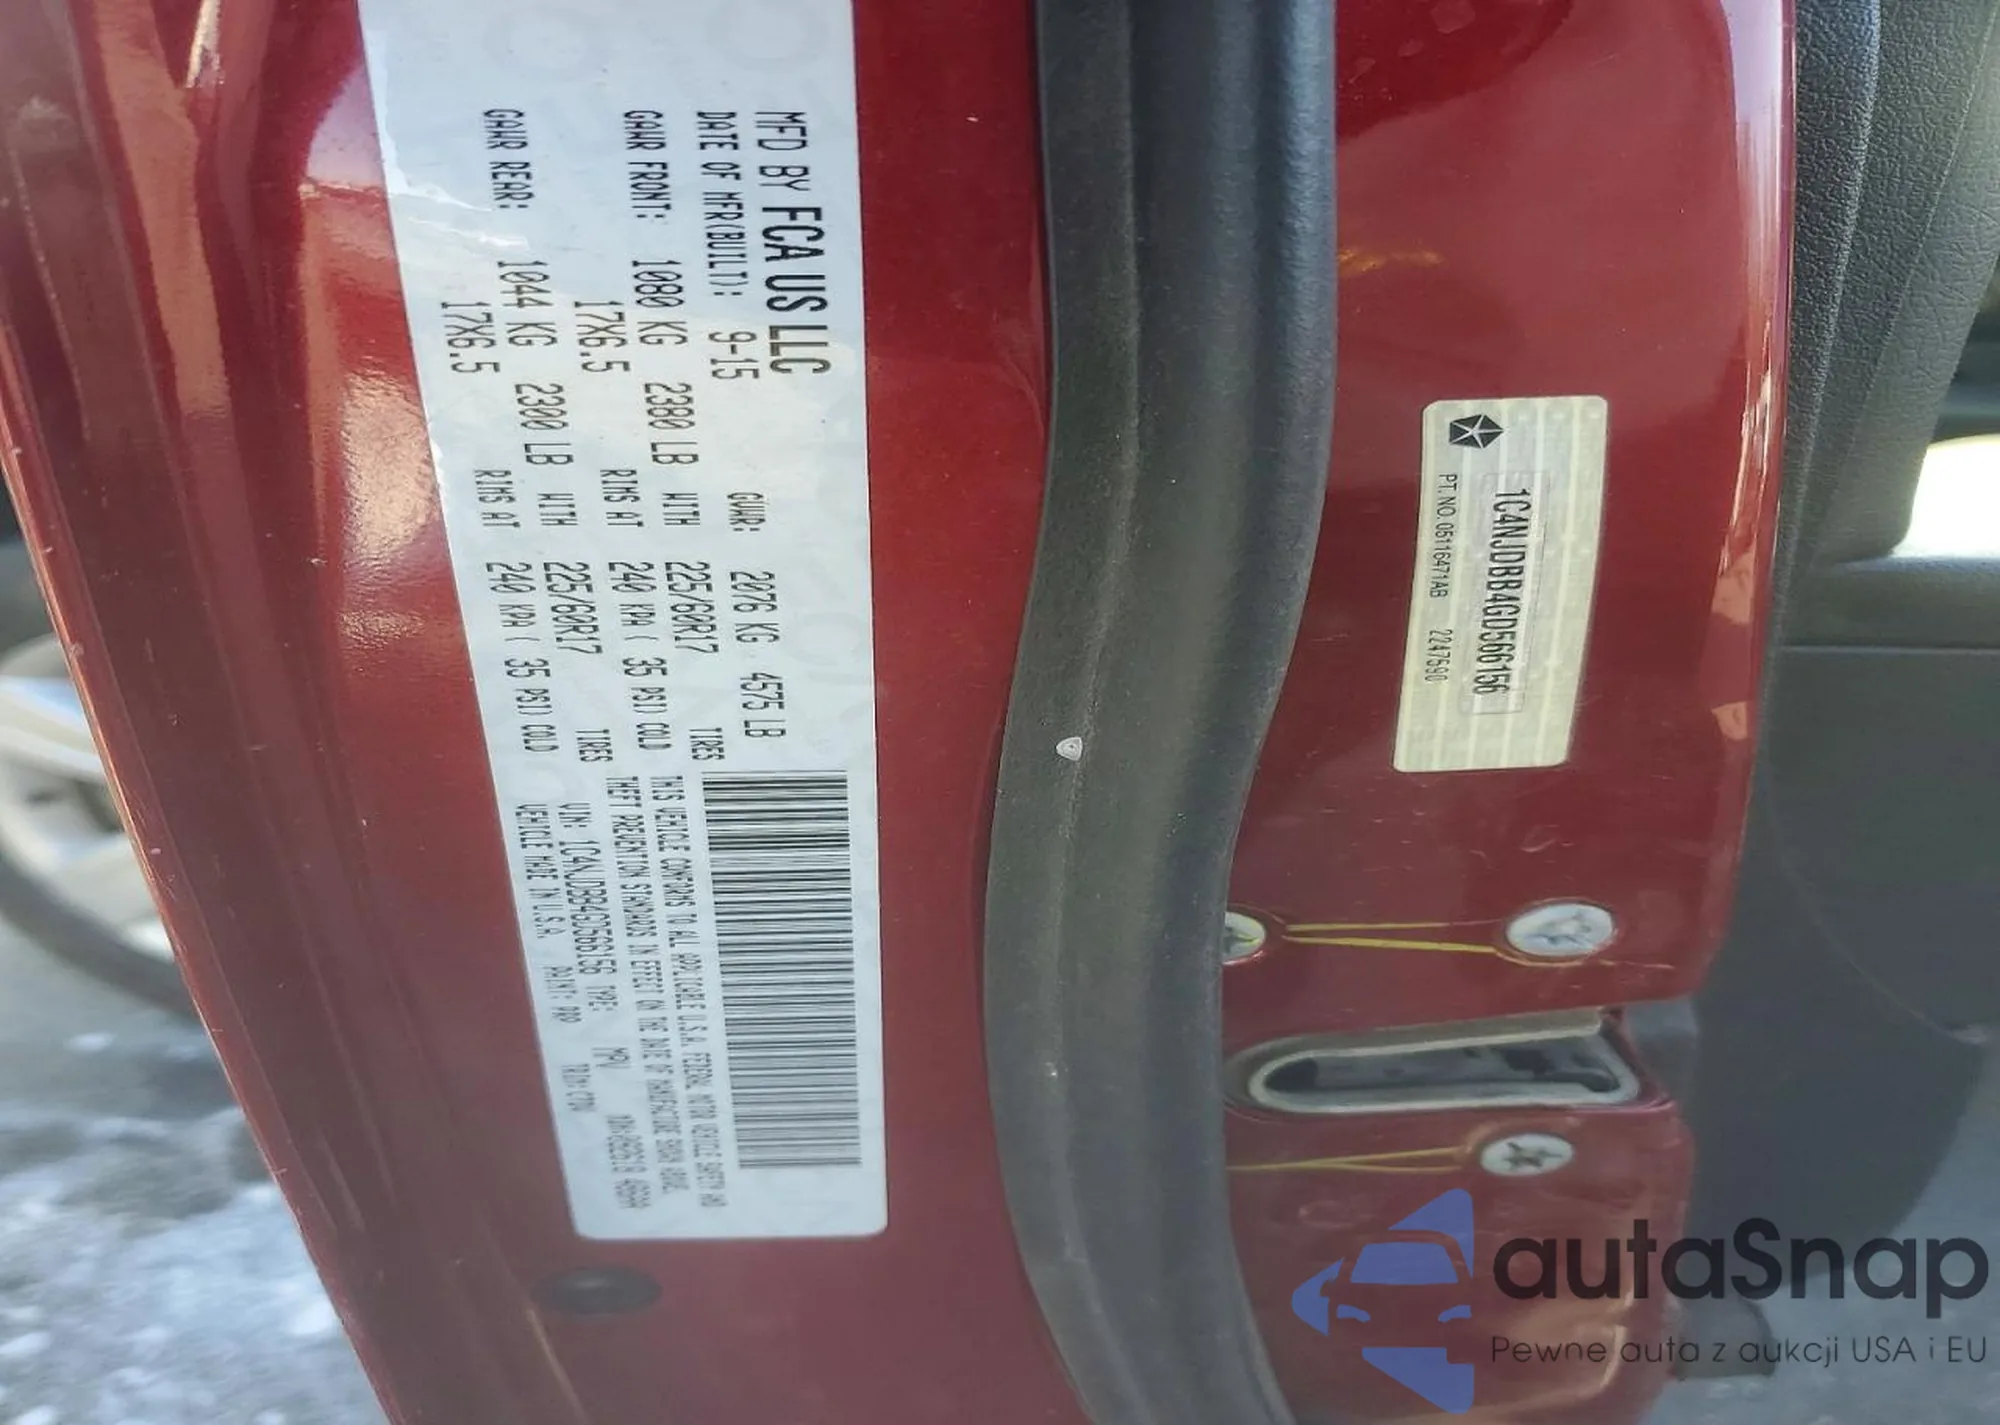 MFD BY FCA US LLC
DATE OF MFR(BUILT): 9-15 GVWR: 2076 KG 4575 LB
GAWR FRONT: 1080 KG 2380 LB WITH 225/60R17 TIRES
17X6.5 RIMS AT 240 KPA( 35 PSI) COLD
GAWR REAR: 1044 KG 2300 LB WITH 225/60R17 TIRES
17X6.5 RIMS AT 240 KPA( 35 PSI) COLD
THIS VEHICLE CONFORMS TO ALL APPLICABLE U.S.A. FEDERAL MOTOR VEHICLE SAFETY AND
THEFT PREVENTION STANDARDS IN EFFECT ON THE DATE OF MANUFACTURE SHOWN ABOVE.
VIN: 1C4NJDBB4GD566156 TYPE: MPV
VEHICLE MADE IN U.S.A PAINT: PRP
1C4NJDBB4GD566156
PT. NO. 05116471AB 2247590
autaSnap
Pewne auta z aukcji USA i EU